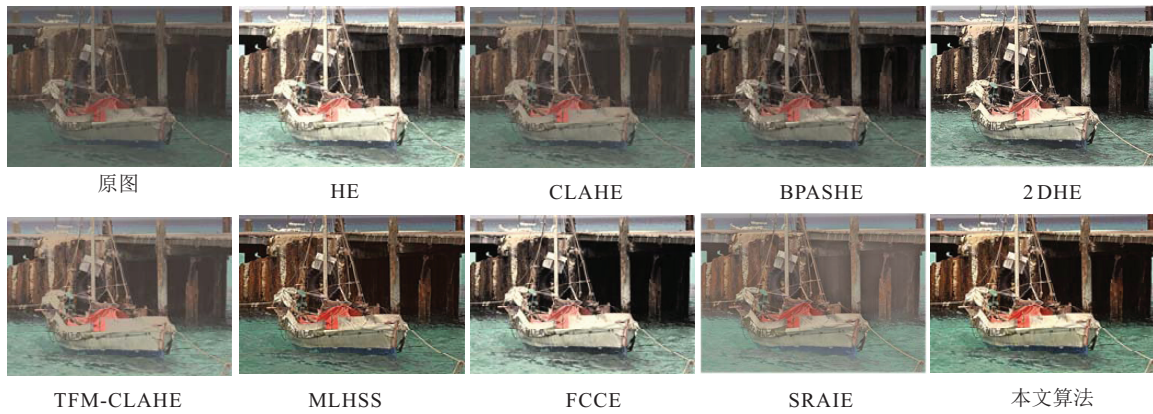 原图
HE
CLAHE
BPASHE
2DHE
TFM-CLAHE
MLHSS
FCCE
SRAIE
本文算法